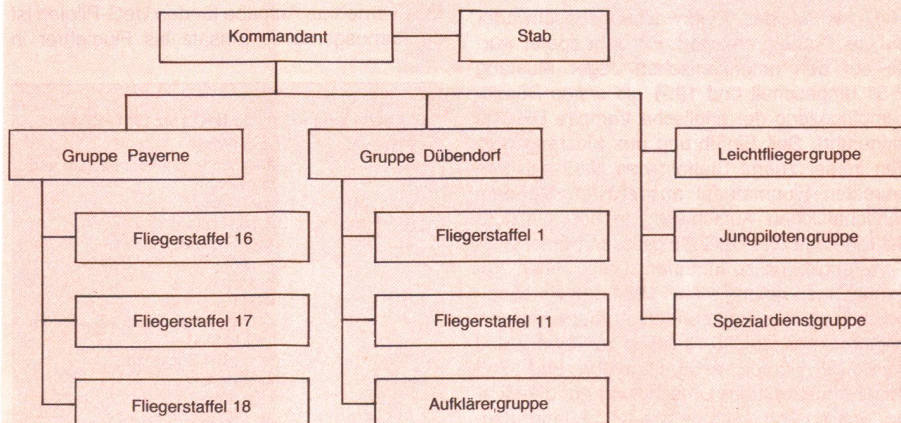 Kommandant
Stab
Gruppe Payerne
Gruppe Dübendorf
Leichtfliegergruppe
Fliegerstaffel 16
Fliegerstaffel 1
Jungpilotengruppe
Fliegerstaffel 17
Fliegerstaffel 11
Spezialdienstgruppe
Fliegerstaffel 18
Aufklärergruppe